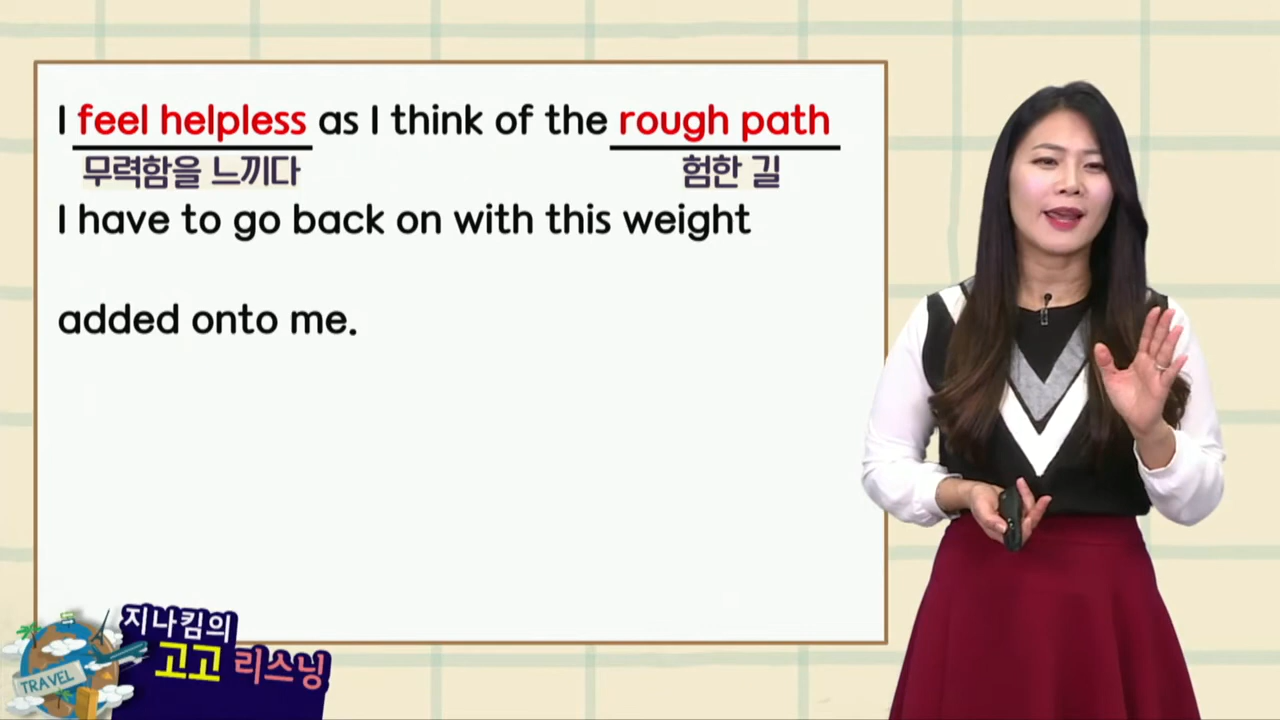 I feel helpless as I think of the rough path
무력함을 느끼다 험한 길
I have to go back on with this weight
added onto me.
지나킴의
고고 리스닝
TRAVEL